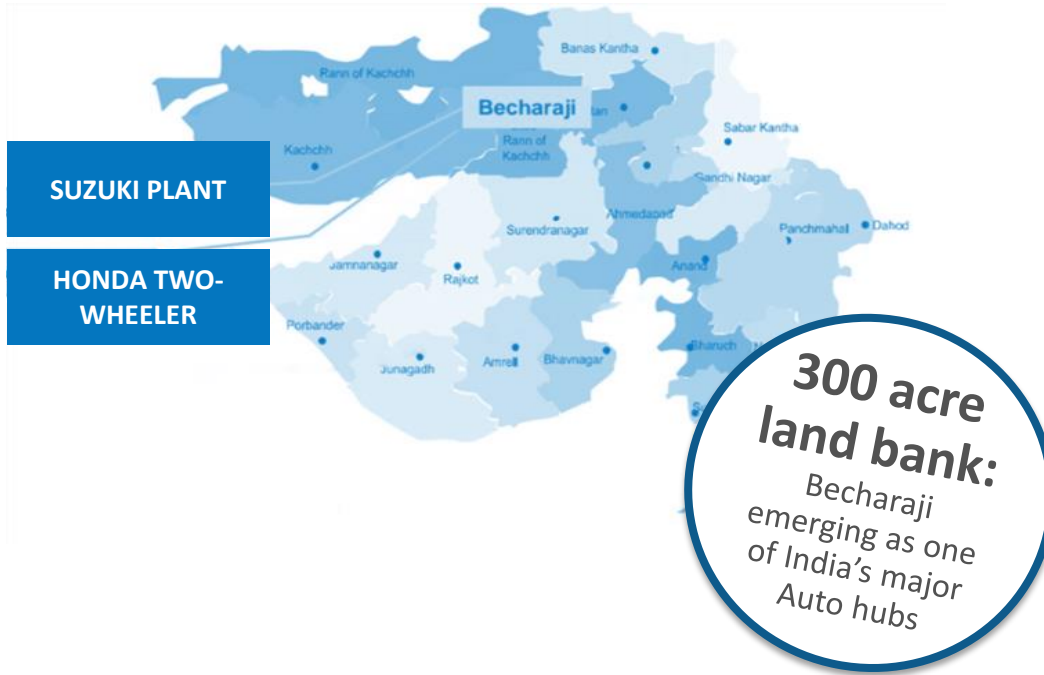 Banas Kantha
Rann of Kachchh
Becharaji
tan
Rann of
Kachchh
Sabar Kantha
Kachchh
Gandhi Nagar
SUZUKI PLANT
Ahmedabad
Surendranagar
Panchmahal
Dahod
Jamnanagar
Rajkot
Anand
HONDA TWO-
WHEELER
Porbander
Junagadh
Amreli
Bhavnagar
Bharuch
300 acre
land bank:
Becharaji
emerging as one
of India's major
Auto hubs